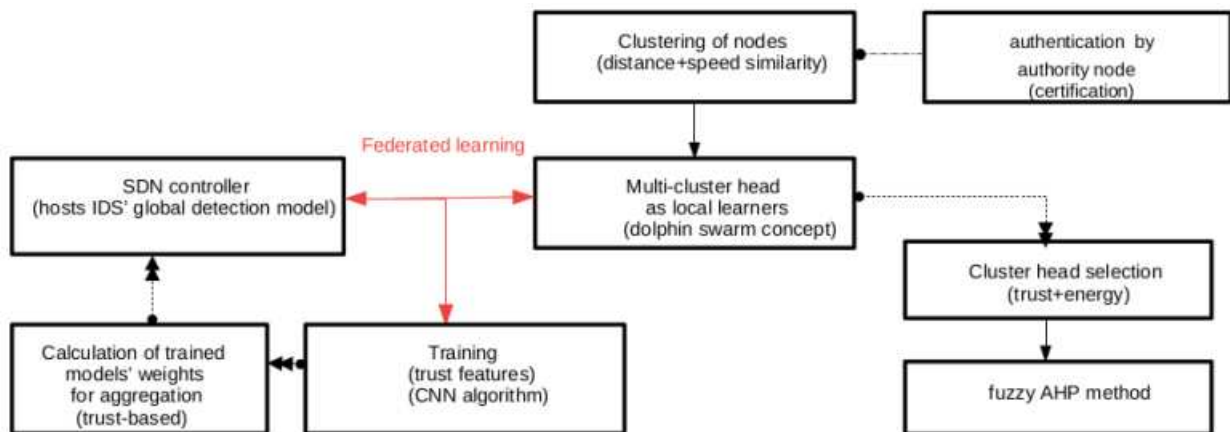 Clustering of nodes
(distance+speed similarity)
authentication by
authority node
(certification)
Federated learning
SDN controller
(hosts IDS' global detection model)
Multi-cluster head
as local learners
(dolphin swarm concept)
Cluster head selection
(trust+energy)
Calculation of trained
models' weights
for aggregation
(trust-based)
Training
(trust features)
(CNN algorithm)
fuzzy AHP method